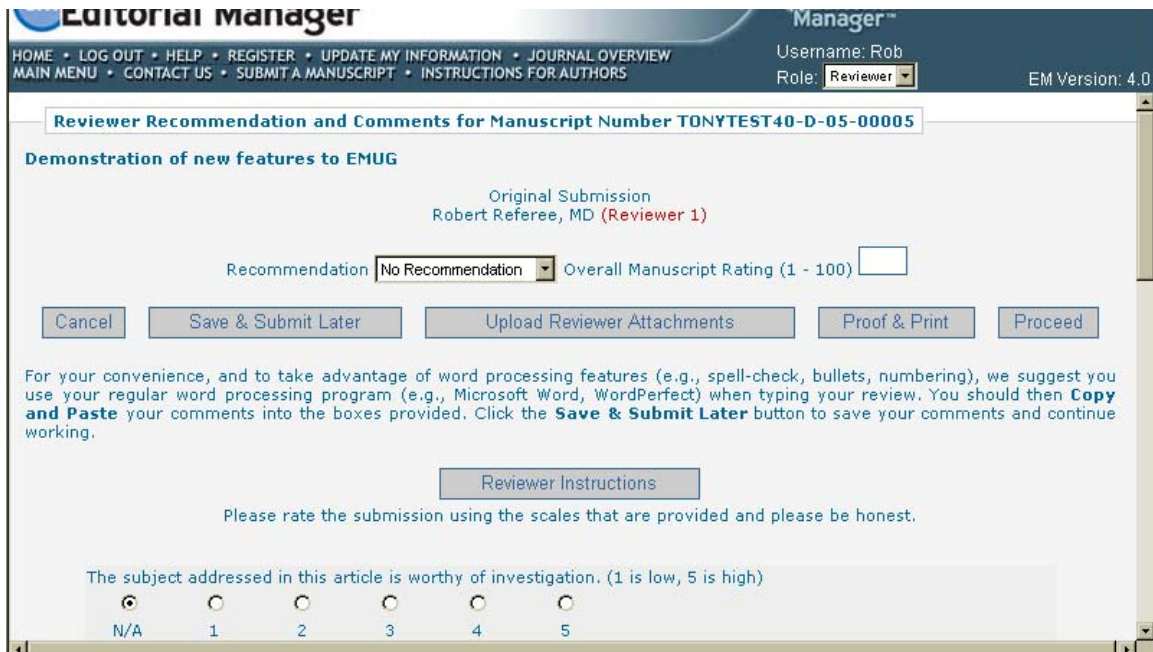 Editorial Manager
Manager™
HOME • LOG OUT • HELP • REGISTER • UPDATE MY INFORMATION • JOURNAL OVERVIEW
MAIN MENU • CONTACT US • SUBMIT A MANUSCRIPT • INSTRUCTIONS FOR AUTHORS
Username: Rob
Role: Reviewer
EM Version: 4.0
Reviewer Recommendation and Comments for Manuscript Number TONYTEST40-D-05-00005
Demonstration of new features to EMUG
Original Submission
Robert Referee, MD (Reviewer 1)
Recommendation No Recommendation Overall Manuscript Rating (1 - 100)
Cancel Save & Submit Later Upload Reviewer Attachments Proof & Print Proceed
For your convenience, and to take advantage of word processing features (e.g., spell-check, bullets, numbering), we suggest you
use your regular word processing program (e.g., Microsoft Word, WordPerfect) when typing your review. You should then Copy
and Paste your comments into the boxes provided. Click the Save & Submit Later button to save your comments and continue
working.
Reviewer Instructions
Please rate the submission using the scales that are provided and please be honest.
The subject addressed in this article is worthy of investigation. (1 is low, 5 is high)
N/A 1 2 3 4 5